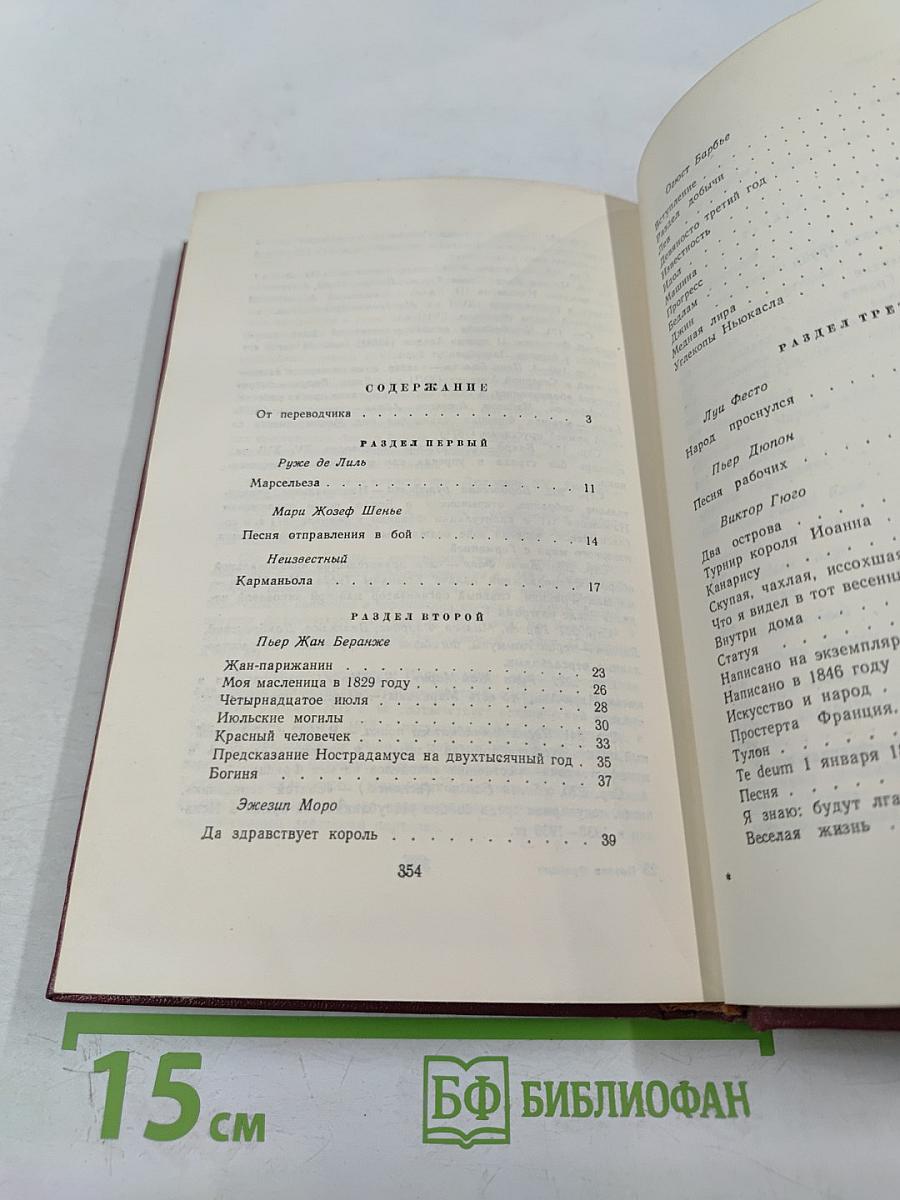 СОДЕРЖАНИЕ
От переводчика . . . . . . . . . . . . . 3
РАЗДЕЛ ПЕРВЫЙ
Руже де Лиль
Марсельеза . . . . . . . . . . . . . . . 11
Мари Жозеф Шенье
Песня отправления в бой . . . . . . . . . 14
Неизвестный
Карманьола . . . . . . . . . . . . . . . 17
РАЗДЕЛ ВТОРОЙ
Пьер Жан Беранже
Жан-парижанин . . . . . . . . . . . . 23
Моя масленица в 1829 году . . . . . . . . 26
Четырнадцатое июля . . . . . . . . . . . 28
Июльские могилы . . . . . . . . . . . . 30
Красный человечек . . . . . . . . . . . . 33
Предсказание Нострадамуса на двухтысячный год . 35
Богиня . . . . . . . . . . . . . . . 37
Эжезип Моро
Да здравствует король . . . . . . . . . . . 39
354
Огюст Барбье
Вступление
Раздел добычи
Лев
Девяносто третий год
Известность
Идол
Машина
Прогресс
Бедлам
Джин
Медная лира
Углекопы Ньюкасла
РАЗДЕЛ ТРЕ
Луи Фесто
Народ проснулся
Пьер Дюпон
Песня рабочих
Виктор Гюго
Два острова
Турнир короля Иоанна
Канарису
Скупая, чахлая, иссохшая
Что я видел в тот весенн
Внутри дома
Статуя
Написано на экземпляр
Написано в 1846 году
Искусство и народ
Простерта Франция.
Тулон
Te deum 1 января 18
Песня
Я знаю: будут лга
Веселая жизнь
*
15 см
БФ БИБЛИОФАН